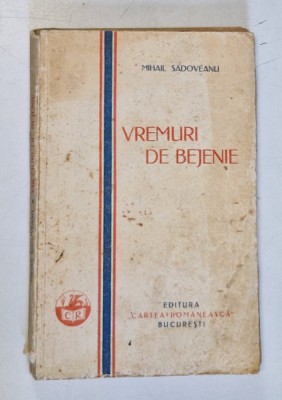 MIHAIL SADOVEANU
VREMURI
DE BEJENIE
C R
EDITURA
"CARTEA ROMÂNEASCĂ"
BUCUREȘTI